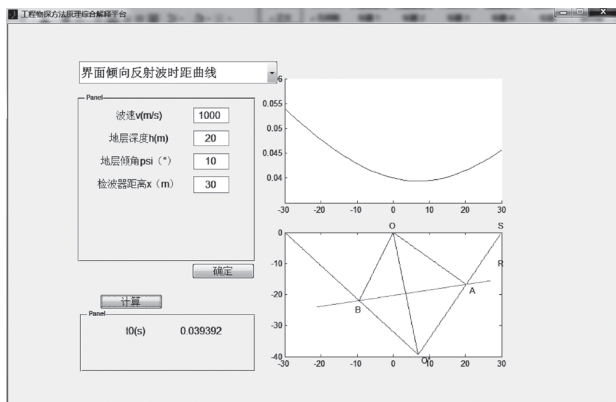 工程物探方法原理综合解释平台
界面倾向反射波时距曲线
Panel
波速v(m/s) 1000
地层深度h(m) 20
地层倾角psi（°） 10
检波器距离x（m） 30
确定
计算
Panel
t0(s) 0.039392
6
0.055
0.05
0.045
0.04
-30 -20 -10 0 10 20 30
O S
0
-10
-20
-30
-40
R
A
B
O'
-30 -20 -10 0 10 20 30